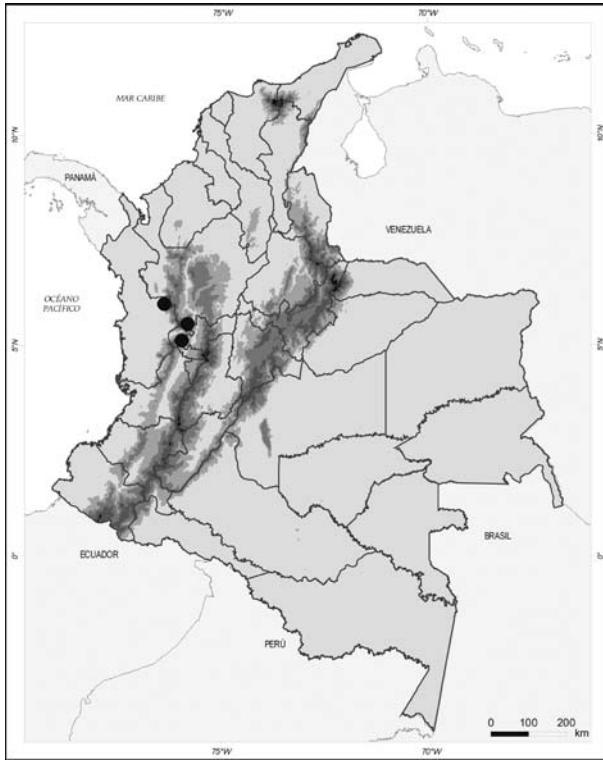 75°W 70°W
MAR CARIBE
10°N
10°N
PANAMÁ
VENEZUELA
OCÉANO
PACÍFICO
5°N
5°N
0°
0°
ECUADOR
BRASIL
PERÚ
0 100 200
km
75°W 70°W